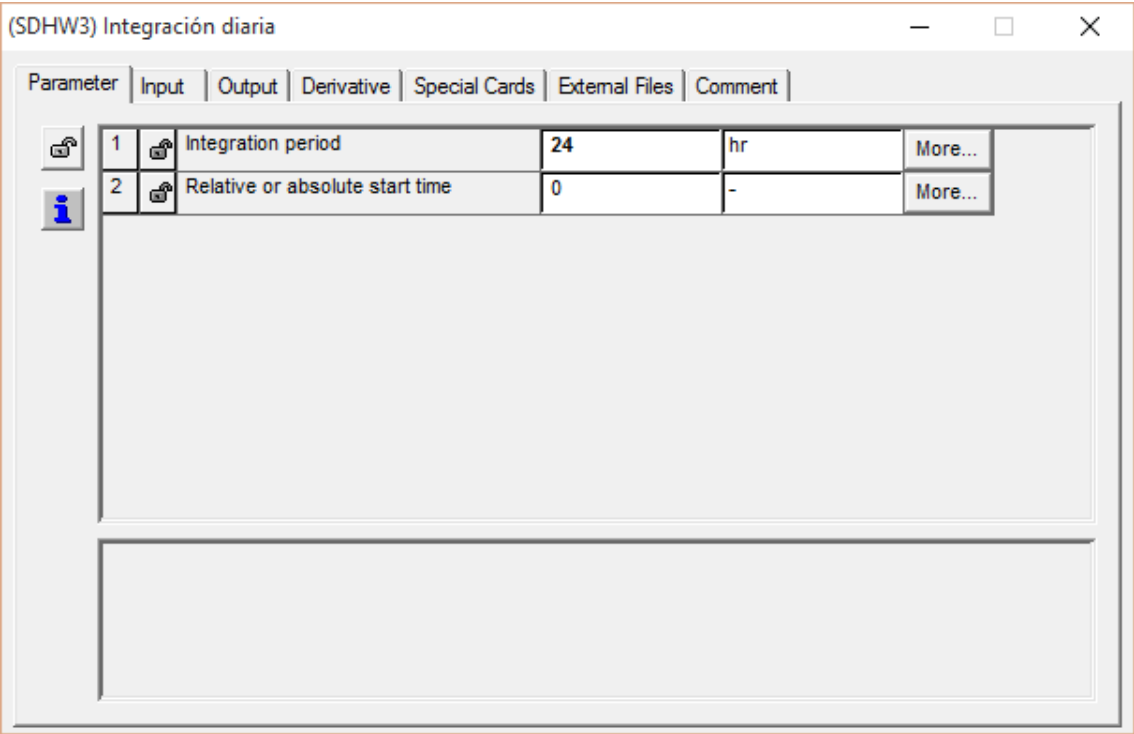 (SDHW3) Integración diaria
Parameter Input Output Derivative Special Cards External Files Comment
1 Integration period 24 hr More...
2 Relative or absolute start time 0 - More...
i